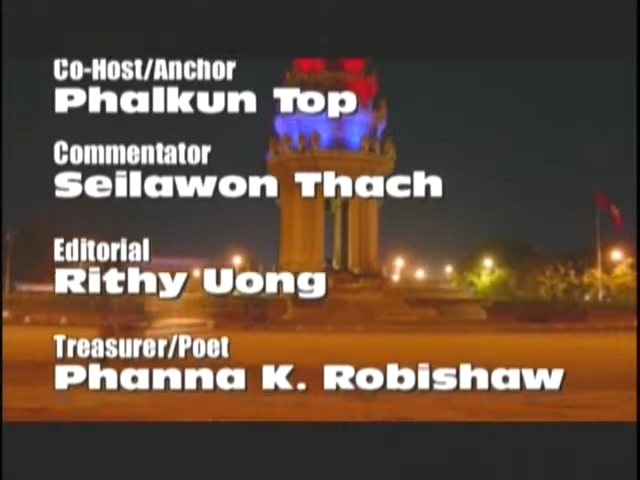 Co-Host/Anchor
Phalkun Top
Commentator
Seilawon Thach
Editorial
Rithy Uong
Treasurer/Poet
Phanna K. Robishaw